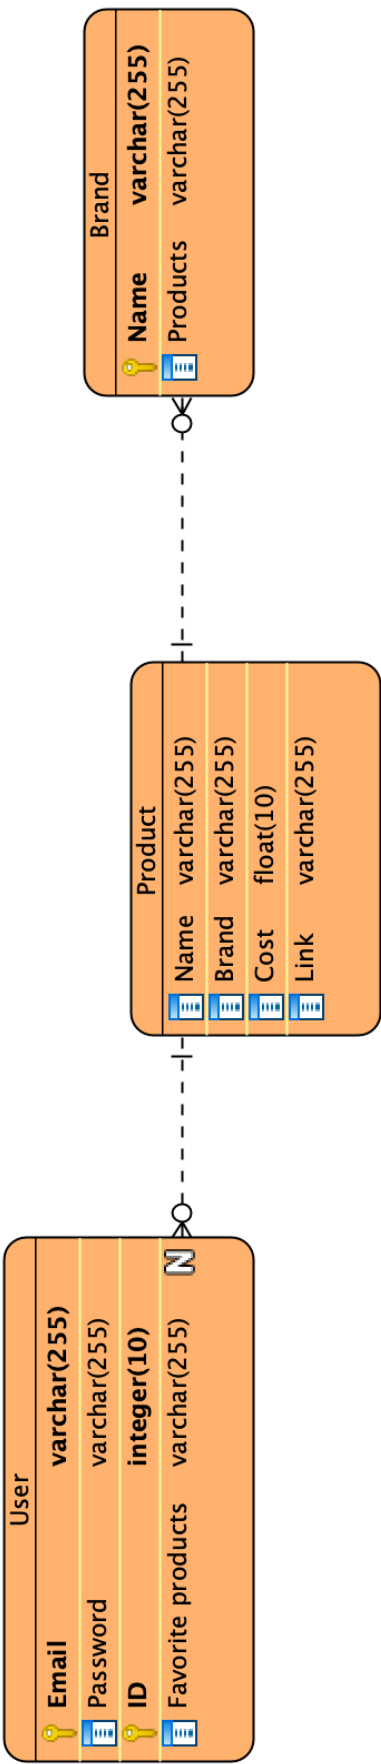 User
Email varchar(255)
Password varchar(255)
ID integer(10)
Favorite products varchar(255) N
Product
Name varchar(255)
Brand varchar(255)
Cost float(10)
Link varchar(255)
Brand
Name varchar(255)
Products varchar(255)